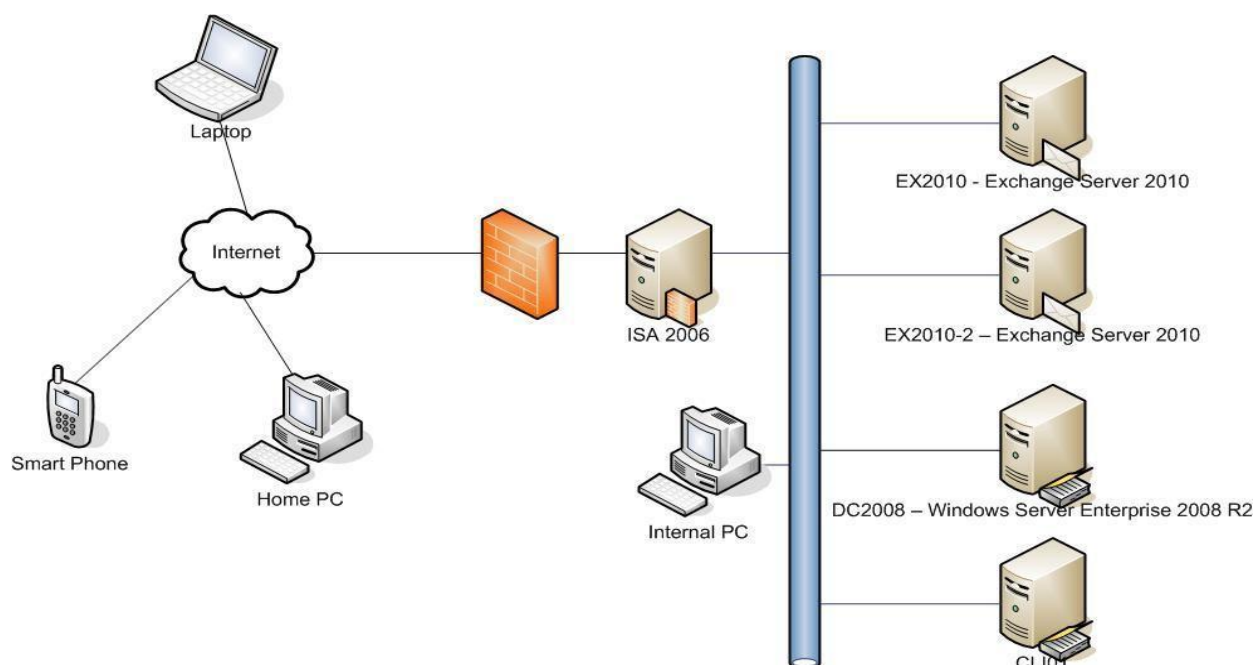 Laptop
EX2010 - Exchange Server 2010
Internet
ISA 2006
EX2010-2 – Exchange Server 2010
Smart Phone
Home PC
Internal PC
DC2008 – Windows Server Enterprise 2008 R2